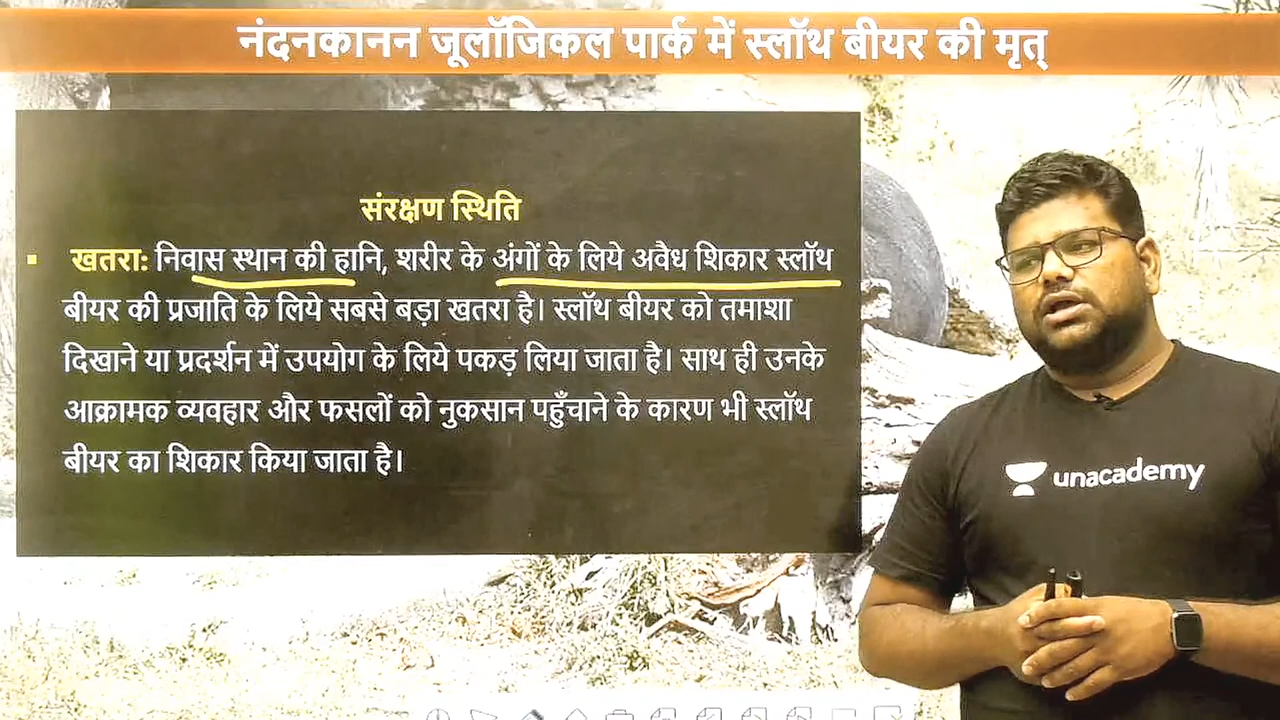 नंदनकानन जूलॉजिकल पार्क में स्लॉथ बीयर की मृत्
संरक्षण स्थिति
▪ खतरा: निवास स्थान की हानि, शरीर के अंगों के लिये अवैध शिकार स्लॉथ
बीयर की प्रजाति के लिये सबसे बड़ा खतरा है। स्लॉथ बीयर को तमाशा
दिखाने या प्रदर्शन में उपयोग के लिये पकड़ लिया जाता है। साथ ही उनके
आक्रामक व्यवहार और फसलों को नुकसान पहुँचाने के कारण भी स्लॉथ
बीयर का शिकार किया जाता है।
unacademy